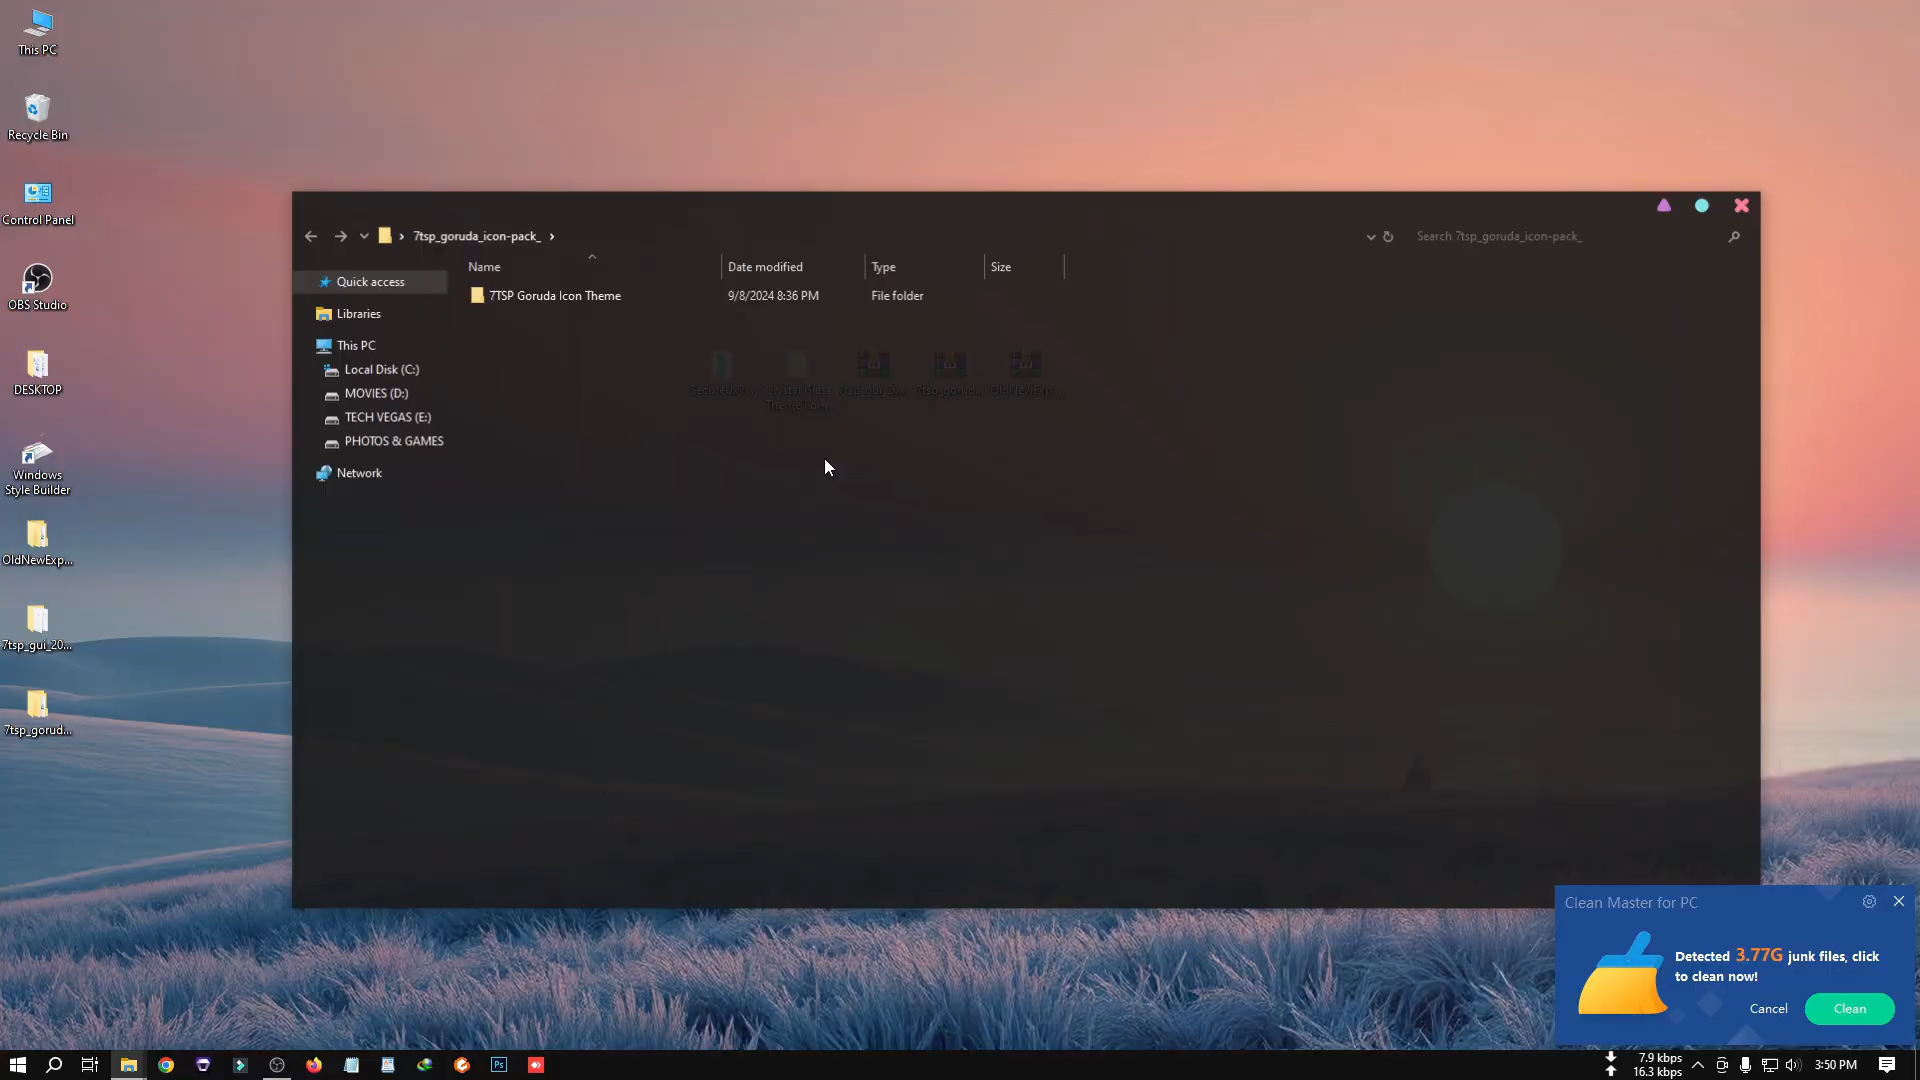 This PC
Recycle Bin
Control Panel
OBS Studio
DESKTOP
Windows
Style Builder
OldNewExp...
7tsp_gui_20...
7tsp_gorud...
7tsp_goruda_icon-pack_
Search 7tsp_goruda_icon-pack_
Name
Date modified
Type
Size
7TSP Goruda Icon Theme
9/8/2024 8:36 PM
File folder
Quick access
Libraries
This PC
Local Disk (C:)
MOVIES (D:)
TECH VEGAS (E:)
PHOTOS & GAMES
Network
OldNewExp...
Clean Master for PC
Detected 3.77G junk files, click
to clean now!
Cancel
Clean
Ps
7.9 kbps
16.3 kbps
3:50 PM